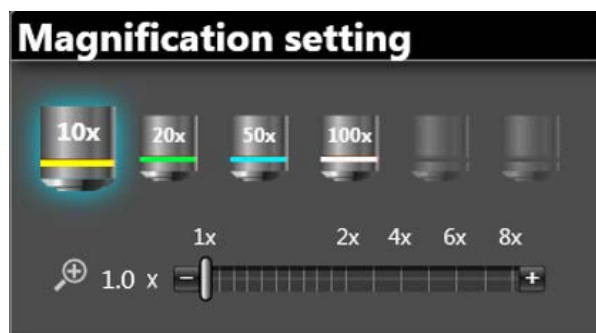 Magnification setting
10x 20x 50x 100x
1x 2x 4x 6x 8x
1.0 x - +